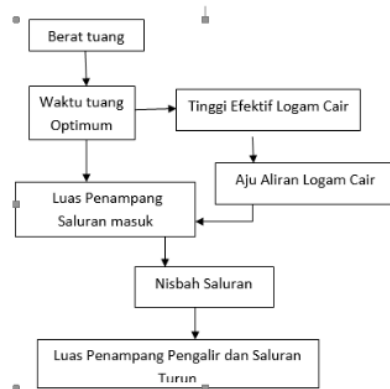 Berat tuang
Waktu tuang
Optimum
Tinggi Efektif Logam Cair
Aju Aliran Logam Cair
Luas Penampang
Saluran masuk
Nisbah Saluran
Luas Penampang Pengalir dan Saluran
Turun